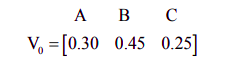 A B C
V₀ = [0.30 0.45 0.25]